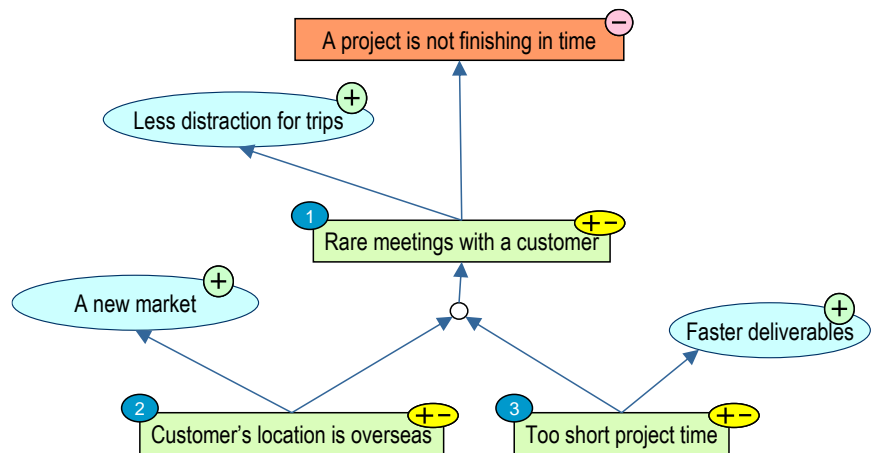 A project is not finishing in time
−
+
Less distraction for trips
1
+−
Rare meetings with a customer
+
A new market
+
Faster deliverables
2
+−
Customer’s location is overseas
3
+−
Too short project time